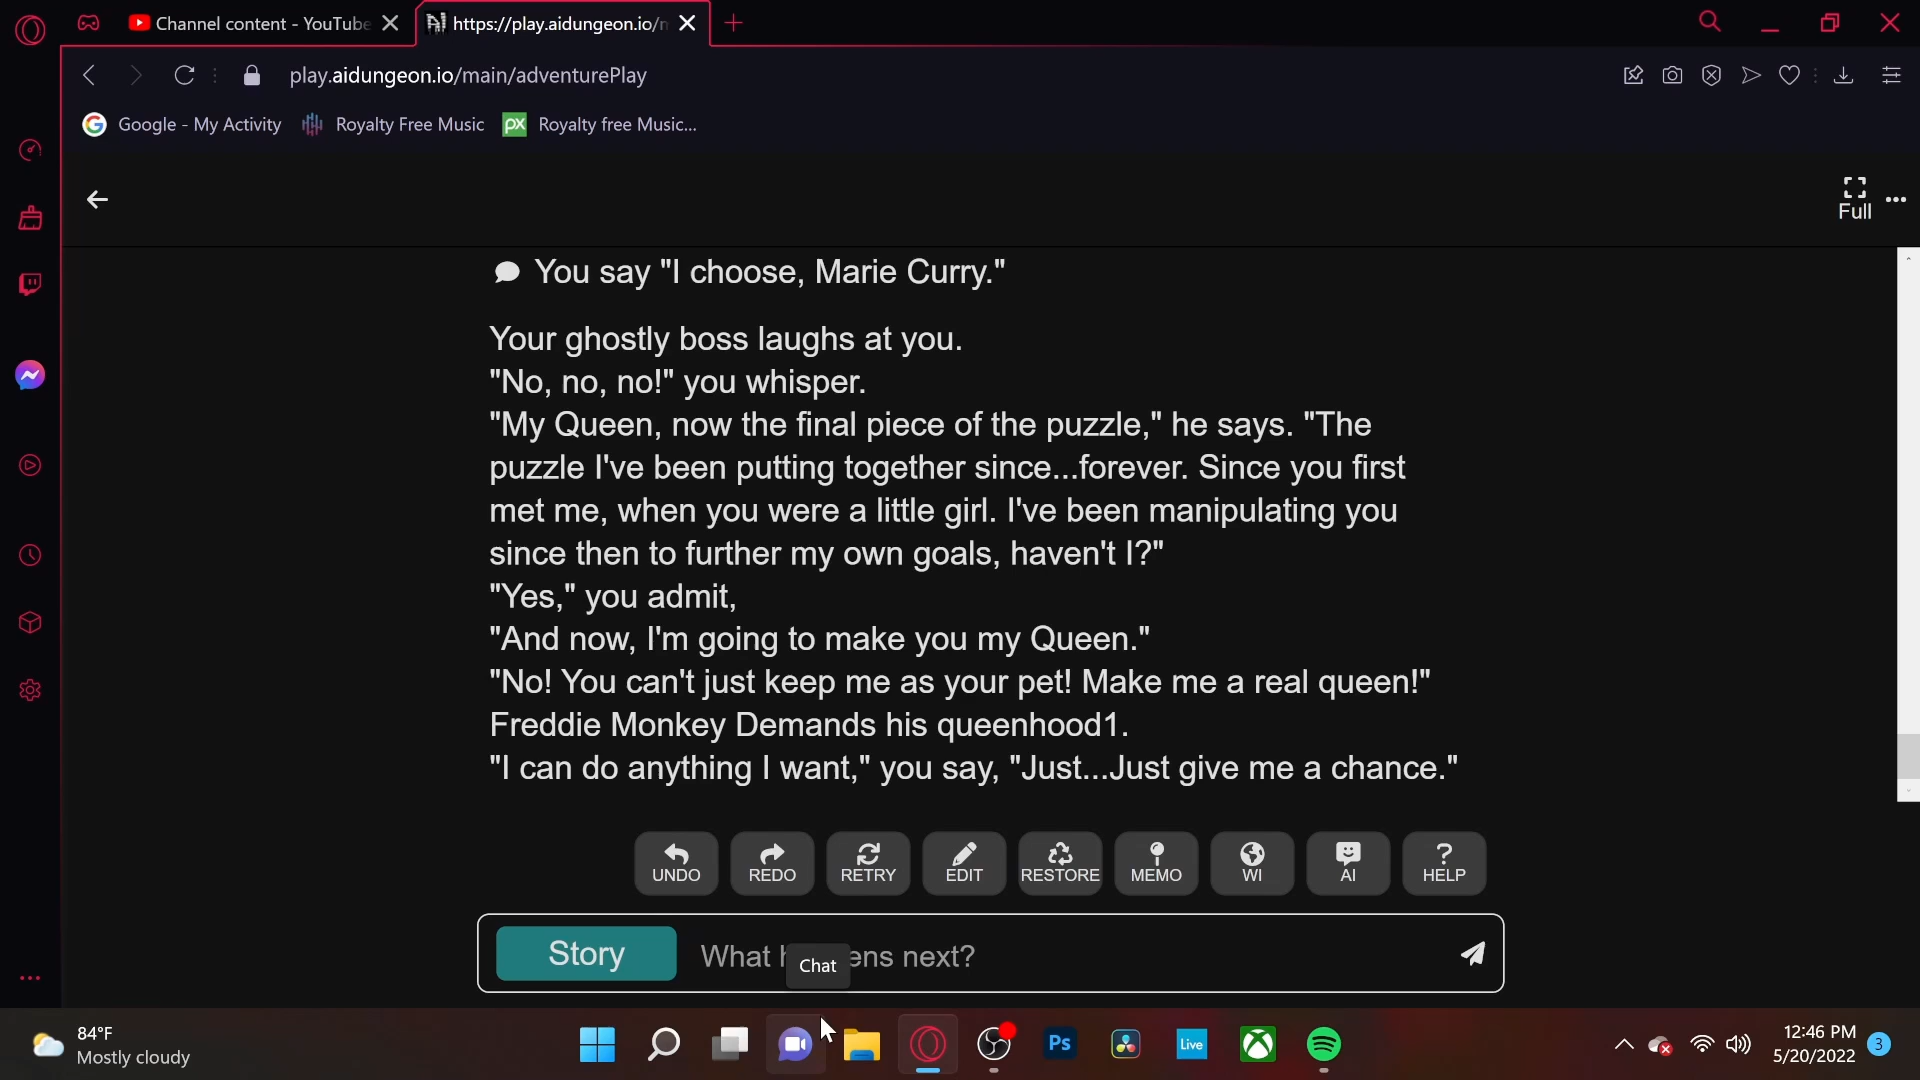 Channel content - YouTube
https://play.aidungeon.io/m
play.aidungeon.io/main/adventurePlay
Google - My Activity
Royalty Free Music
px
Royalty free Music...
Full
You say "I choose, Marie Curry."
Your ghostly boss laughs at you.
"No, no, no!" you whisper.
"My Queen, now the final piece of the puzzle," he says. "The
puzzle I've been putting together since...forever. Since you first
met me, when you were a little girl. I've been manipulating you
since then to further my own goals, haven't I?"
"Yes," you admit,
"And now, I'm going to make you my Queen."
"No! You can't just keep me as your pet! Make me a real queen!"
Freddie Monkey Demands his queenhood1.
"I can do anything I want," you say, "Just...Just give me a chance."
UNDO
REDO
RETRY
EDIT
RESTORE
MEMO
WI
AI
HELP
Story
What h ens next?
Chat
84°F
Mostly cloudy
Ps
Live
12:46 PM
5/20/2022
3